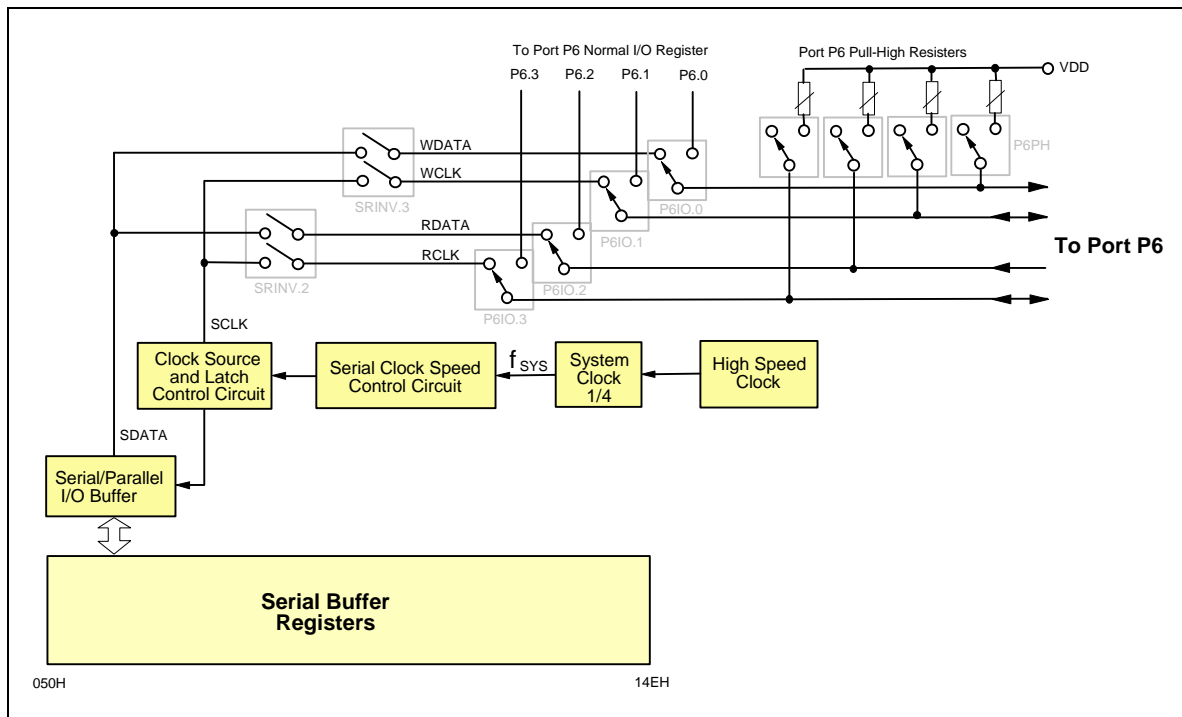 To Port P6 Normal I/O Register
P6.3
P6.2
P6.1
P6.0
Port P6 Pull-High Resisters
VDD
P6PH
WDATA
WCLK
SRINV.3
P6IO.0
P6IO.1
RDATA
RCLK
SRINV.2
P6IO.2
P6IO.3
To Port P6
SCLK
Clock Source
and Latch
Control Circuit
Serial Clock Speed
Control Circuit
fSYS
System
Clock
1/4
High Speed
Clock
SDATA
Serial/Parallel
I/O Buffer
Serial Buffer
Registers
050H
14EH